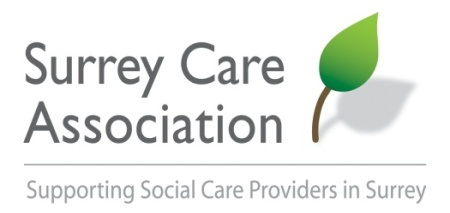 Surrey Care
Association
Supporting Social Care Providers in Surrey